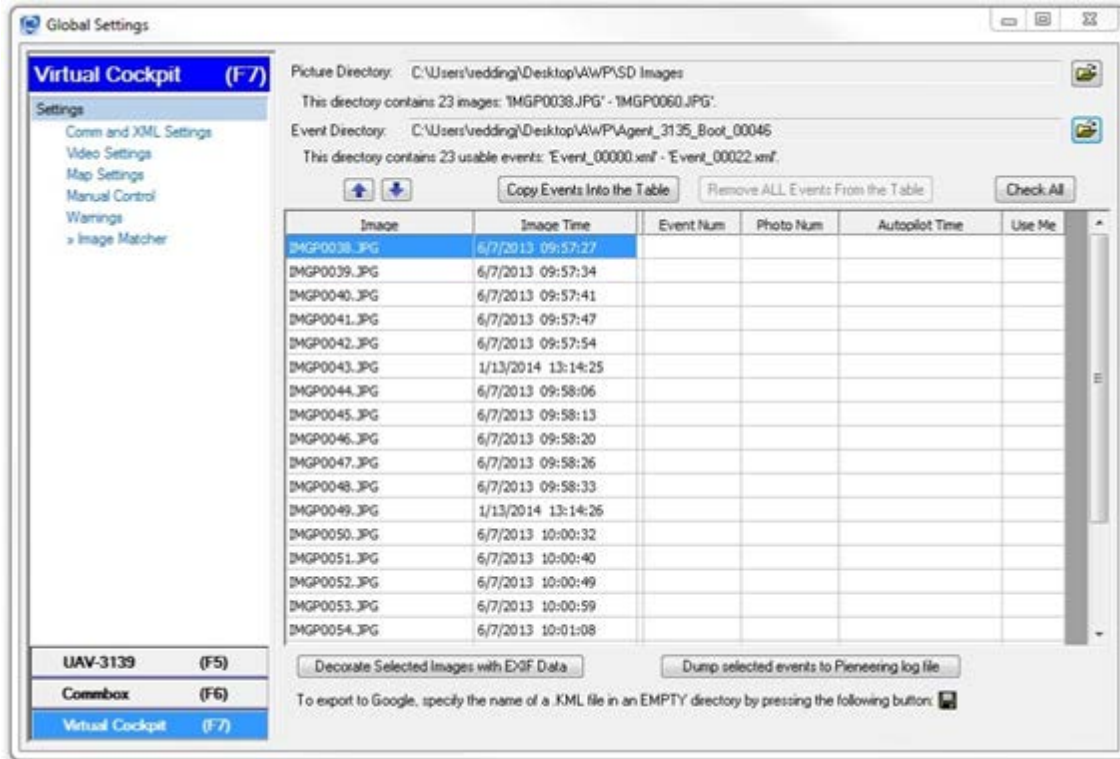 Global Settings
Virtual Cockpit (F7)
Settings
Comm and XML Settings
Video Settings
Map Settings
Manual Control
Warnings
» Image Matcher
UAV-3139 (F5)
Commbox (F6)
Virtual Cockpit (F7)
Picture Directory: C:\Users\reddingj\Desktop\AWP\SD Images
This directory contains 23 images: 'IMGP0038.JPG' - 'IMGP0060.JPG'.
Event Directory: C:\Users\reddingj\Desktop\AWP\Agent_3135_Boot_00046
This directory contains 23 usable events: 'Event_00000.xml' - 'Event_00022.xml'.
Copy Events Into the Table Remove ALL Events From the Table Check All
Image Image Time Event Num Photo Num Autopilot Time Use Me
IMGP0038.JPG 6/7/2013 09:57:27
IMGP0039.JPG 6/7/2013 09:57:34
IMGP0040.JPG 6/7/2013 09:57:41
IMGP0041.JPG 6/7/2013 09:57:47
IMGP0042.JPG 6/7/2013 09:57:54
IMGP0043.JPG 1/13/2014 13:14:25
IMGP0044.JPG 6/7/2013 09:58:06
IMGP0045.JPG 6/7/2013 09:58:13
IMGP0046.JPG 6/7/2013 09:58:20
IMGP0047.JPG 6/7/2013 09:58:26
IMGP0048.JPG 6/7/2013 09:58:33
IMGP0049.JPG 1/13/2014 13:14:26
IMGP0050.JPG 6/7/2013 10:00:32
IMGP0051.JPG 6/7/2013 10:00:40
IMGP0052.JPG 6/7/2013 10:00:49
IMGP0053.JPG 6/7/2013 10:00:59
IMGP0054.JPG 6/7/2013 10:01:08
Decorate Selected Images with EXIF Data Dump selected events to Pieneering log file
To export to Google, specify the name of a .KML file in an EMPTY directory by pressing the following button: